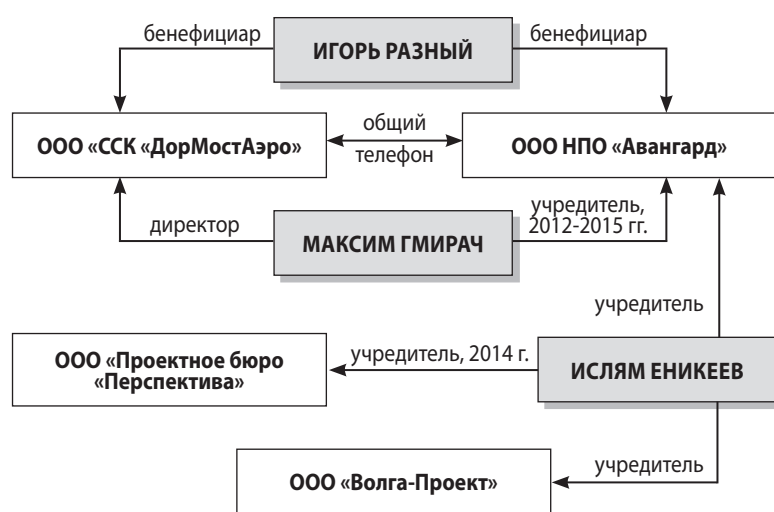 бенефициар
ИГОРЬ РАЗНЫЙ
бенефициар
ООО «ССК «ДорМостАэро»
общий
телефон
ООО НПО «Авангард»
директор
МАКСИМ ГМИРАЧ
учредитель,
2012-2015 гг.
учредитель
ООО «Проектное бюро
«Перспектива»
учредитель, 2014 г.
ИСЛЯМ ЕНИКЕЕВ
ООО «Волга-Проект»
учредитель